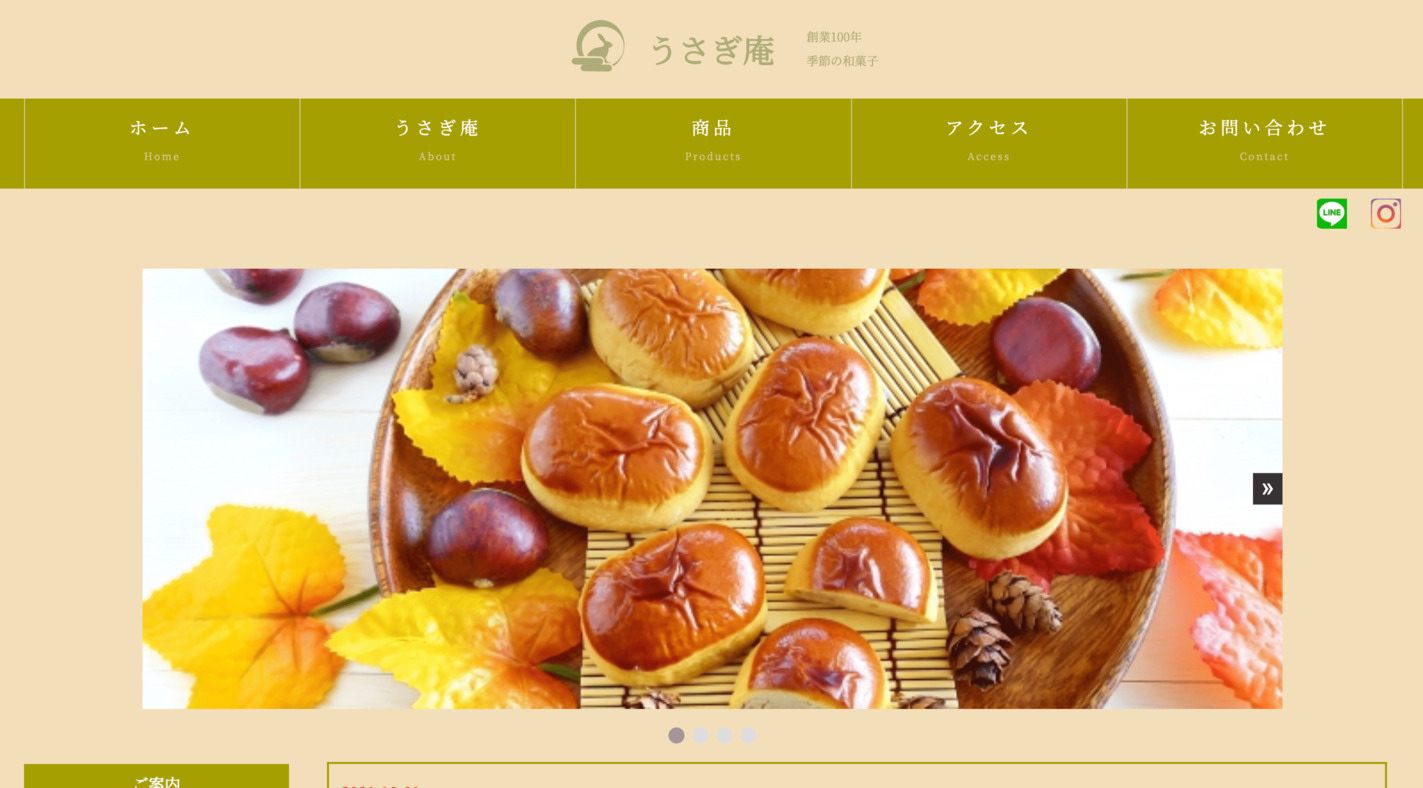 うさぎ庵
創業100年
季節の和菓子
ホーム
Home
うさぎ庵
About
商品
Products
アクセス
Access
お問い合わせ
Contact
LINE
»
ご案内